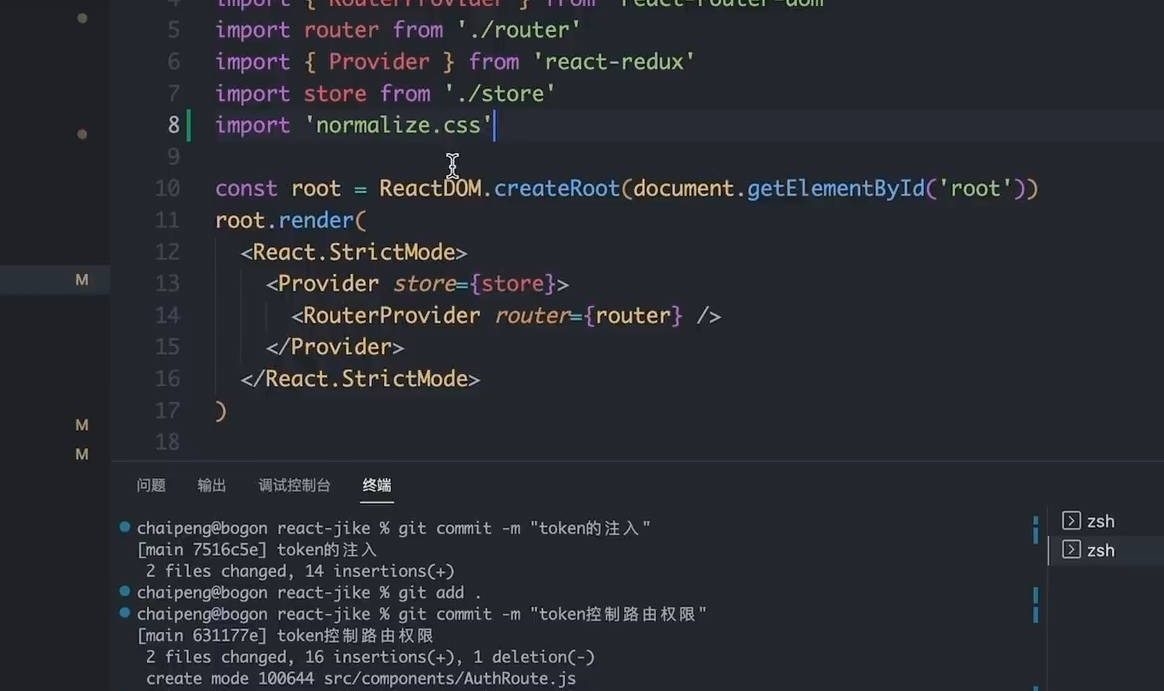 import { RouterProvider } from 'react-router-dom'
5 import router from './router'
6 import { Provider } from 'react-redux'
7 import store from './store'
8 import 'normalize.css'
9
10 const root = ReactDOM.createRoot(document.getElementById('root'))
11 root.render(
12 <React.StrictMode>
M
13 <Provider store={store}>
14 <RouterProvider router={router} />
15 </Provider>
16 </React.StrictMode>
17 )
M
18
M
问题 输出 调试控制台 终端
chaipeng@bogon react-jike % git commit -m "token的注入"
[main 7516c5e] token的注入
2 files changed, 14 insertions(+)
chaipeng@bogon react-jike % git add .
chaipeng@bogon react-jike % git commit -m "token控制路由权限"
[main 631177e] token控制路由权限
2 files changed, 16 insertions(+), 1 deletion(-)
create mode 100644 src/components/AuthRoute.js
zsh
zsh